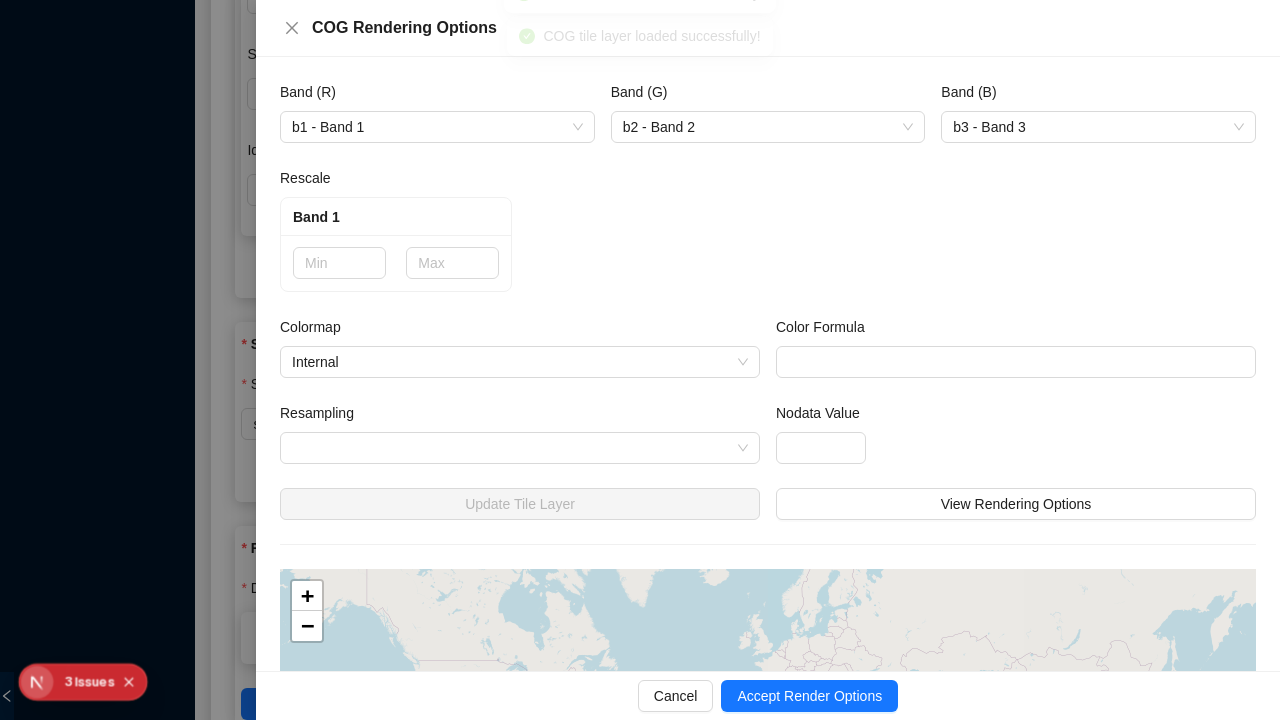 COG Rendering Options
COG tile layer loaded successfully!
Band (R)
Band (G)
Band (B)
b1 - Band 1
b2 - Band 2
b3 - Band 3
Rescale
Band 1
Min
Max
Colormap
Color Formula
Internal
Resampling
Nodata Value
Update Tile Layer
View Rendering Options
+
−
3 Issues
Cancel
Accept Render Options